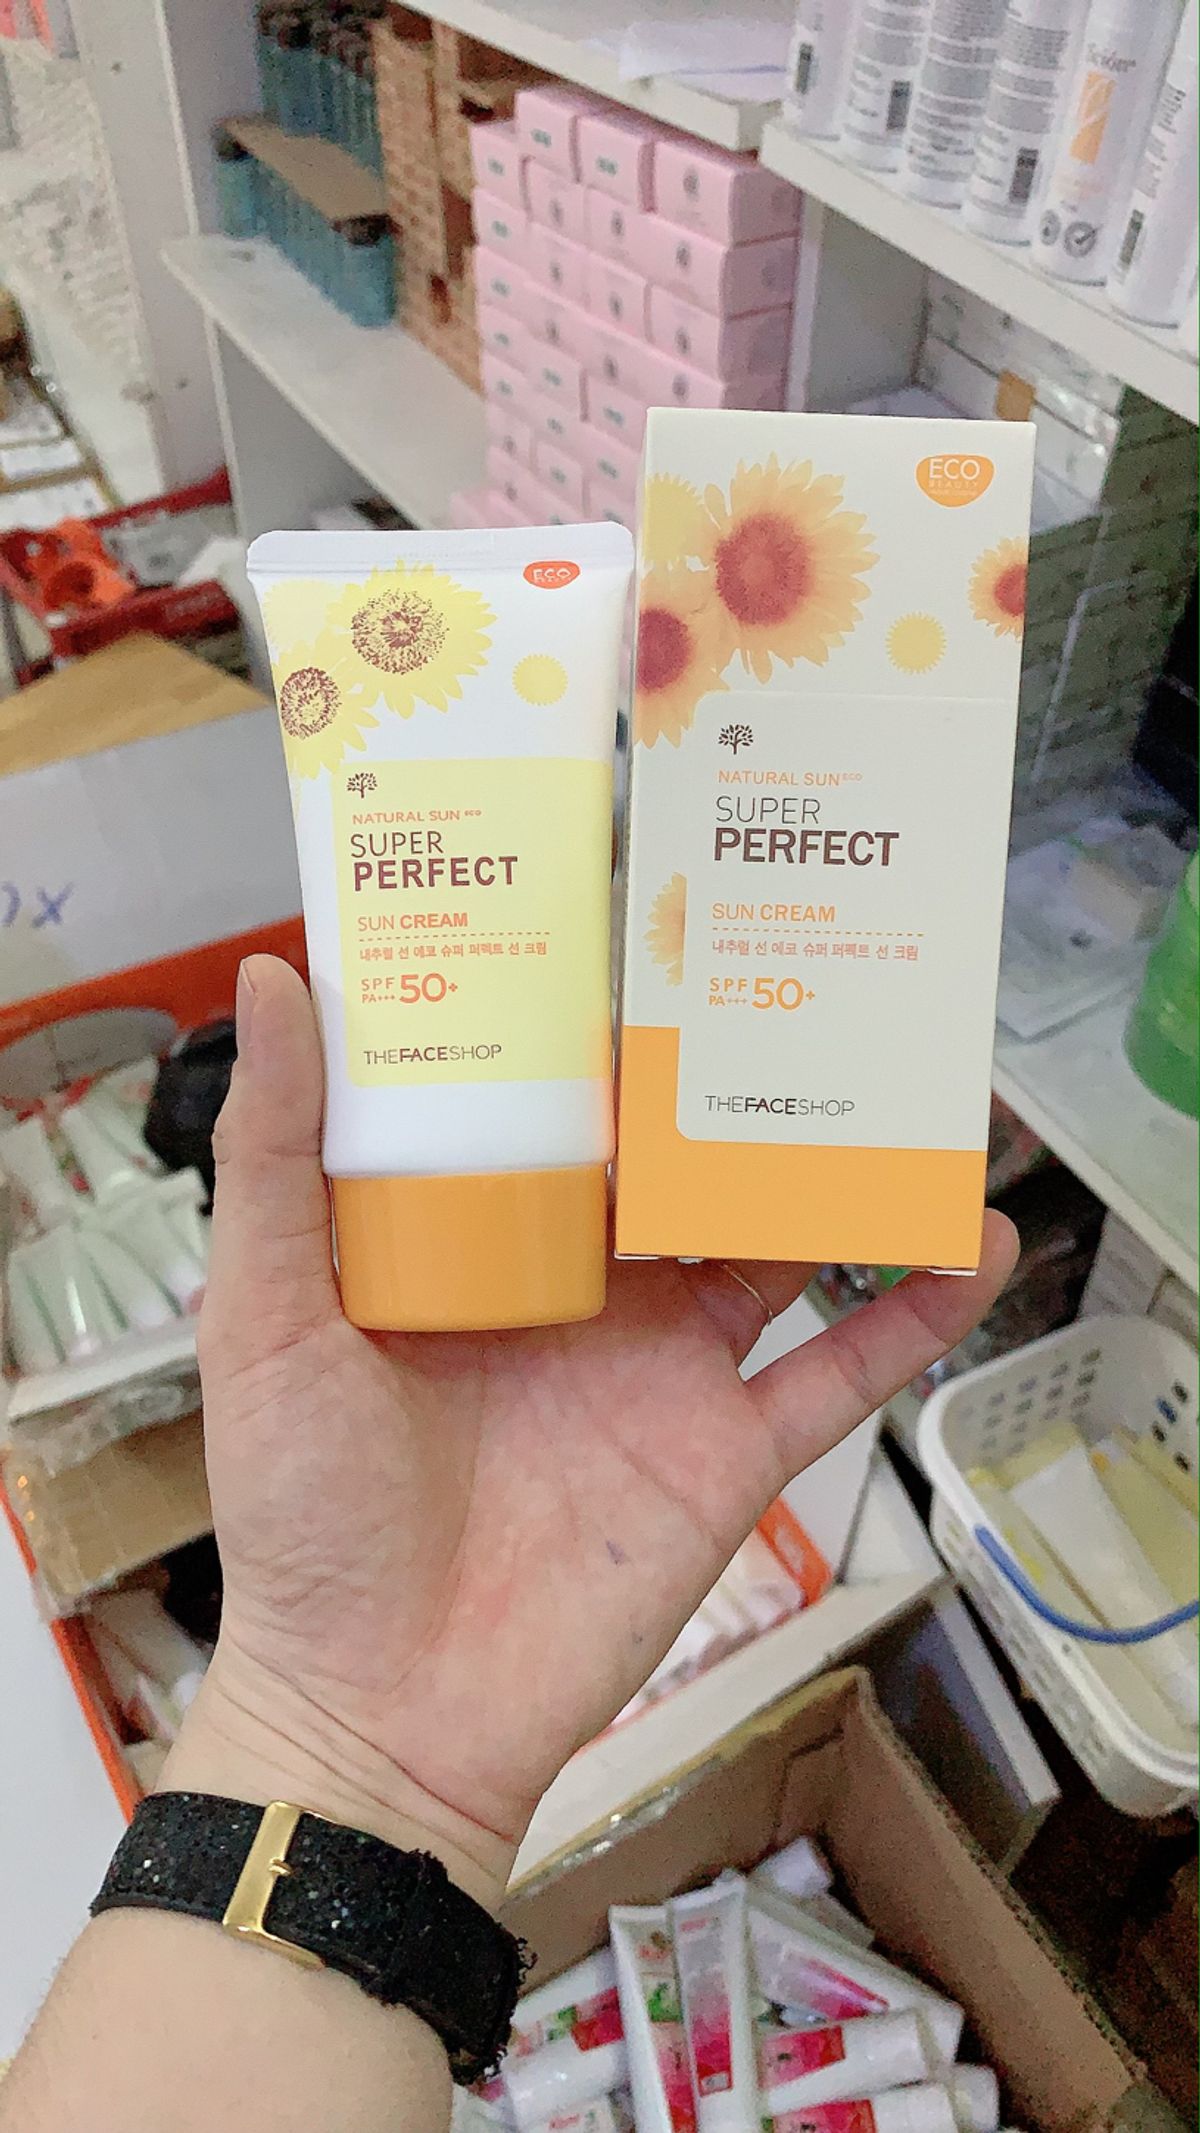 ECO
BEAUTY
NATURAL SUN ECO
SUPER
PERFECT
SUN CREAM
내추럴 선 에코 슈퍼 퍼펙트 선 크림
SPF
PA+++ 50+
THEFACESHOP
ECO
BEAUTY
NATURAL SUN ECO
SUPER
PERFECT
SUN CREAM
내추럴 선 에코 슈퍼 퍼펙트 선 크림
SPF
PA+++ 50+
THEFACESHOP